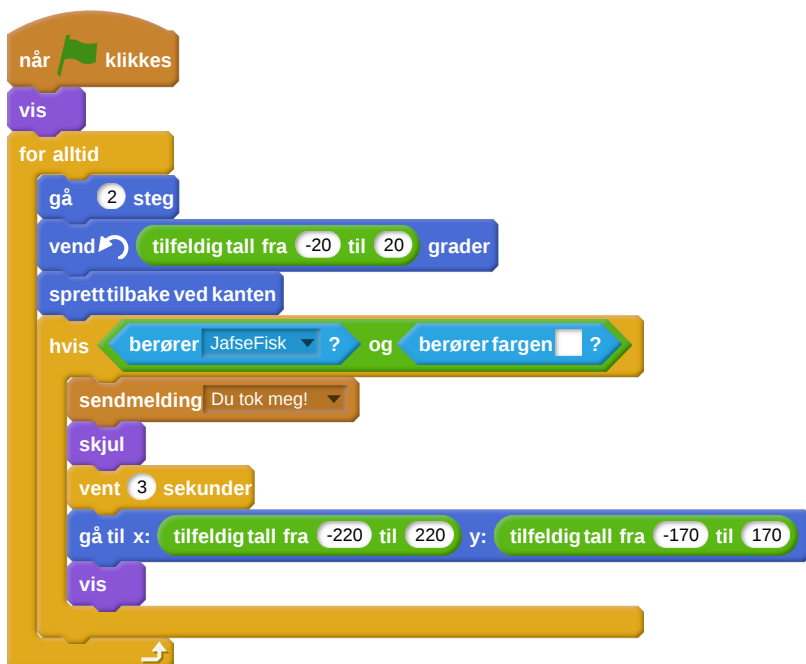 når klikkes
vis
for alltid
gå 2 steg
vend tilfeldig tall fra -20 til 20 grader
sprett tilbake ved kanten
hvis berører JafseFisk ? og berører fargen ?
send melding Du tok meg!
skjul
vent 3 sekunder
gå til x: tilfeldig tall fra -220 til 220 y: tilfeldig tall fra -170 til 170
vis